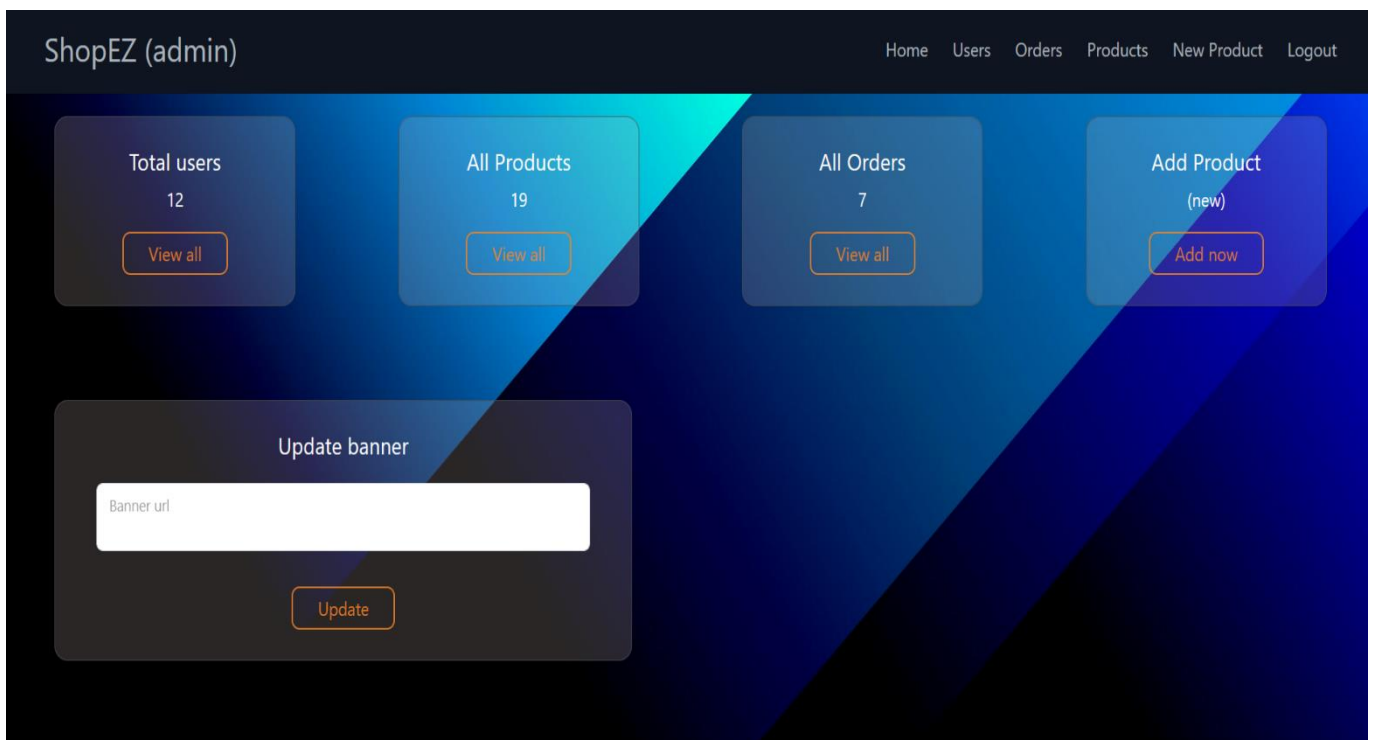 ShopEZ (admin)
Home Users Orders Products New Product Logout
Total users
12
View all
All Products
19
View all
All Orders
7
View all
Add Product
(new)
Add now
Update banner
Banner url
Update